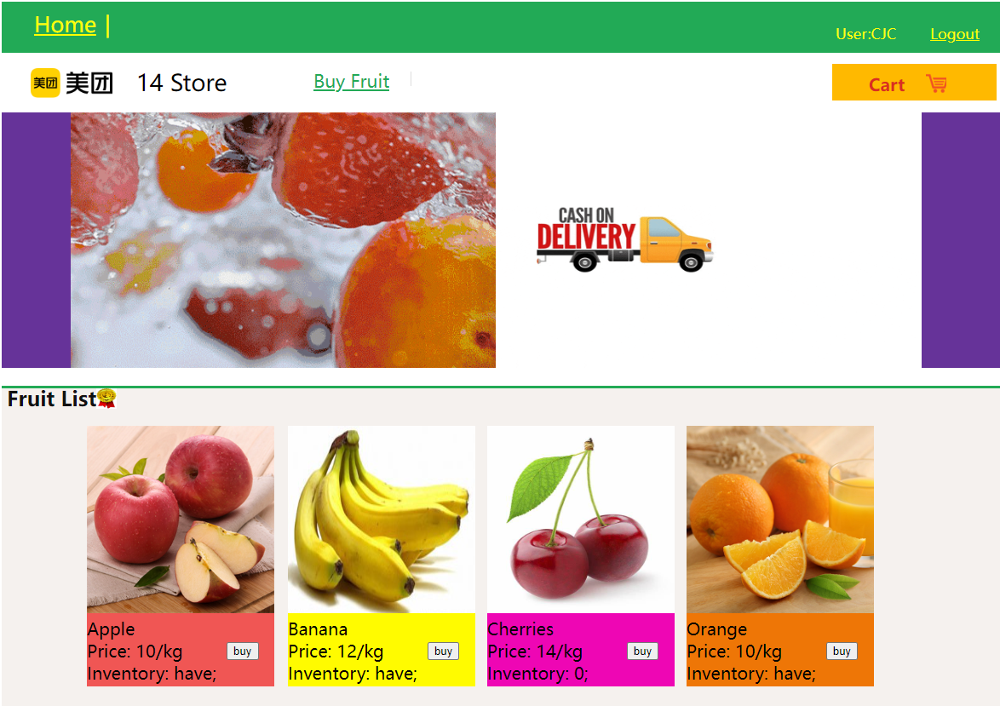 Home |
User:CJC Logout
美团 美团 14 Store Buy Fruit Cart
CASH ON
DELIVERY
Fruit List
Apple
Price: 10/kg buy
Inventory: have;
Banana
Price: 12/kg buy
Inventory: have;
Cherries
Price: 14/kg buy
Inventory: 0;
Orange
Price: 10/kg buy
Inventory: have;